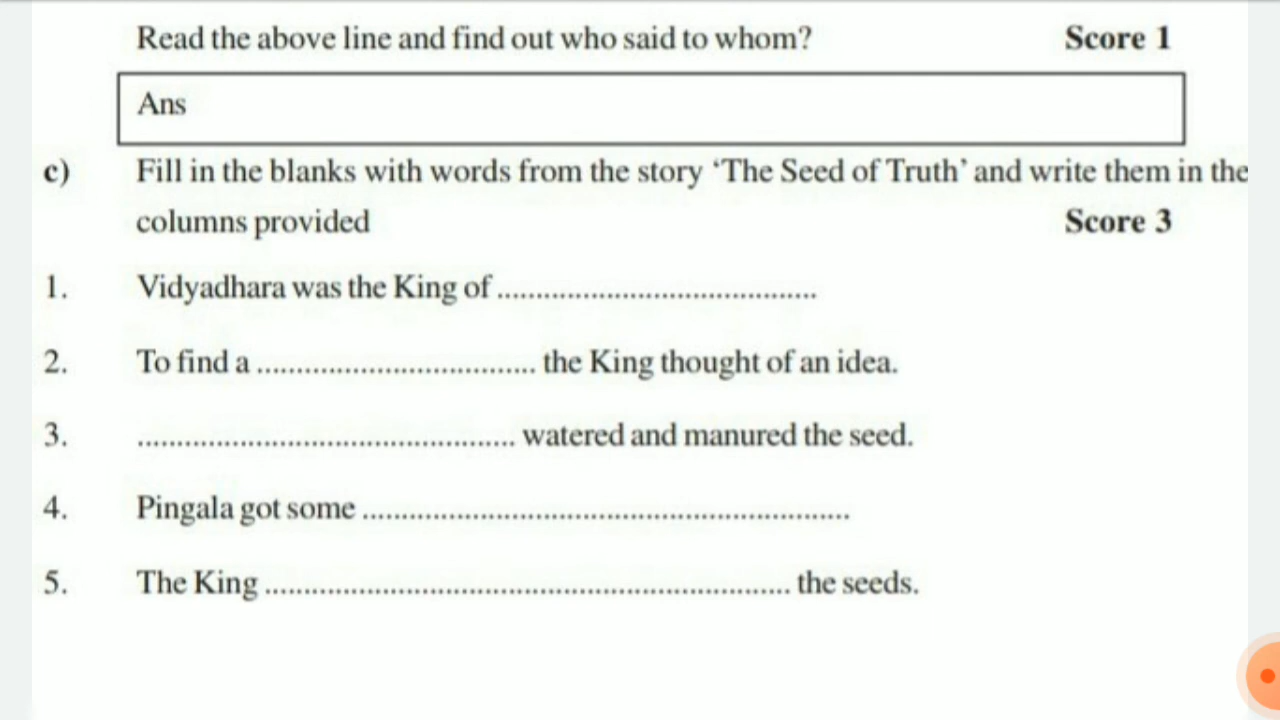 Read the above line and find out who said to whom? Score 1
Ans
c) Fill in the blanks with words from the story ‘The Seed of Truth’ and write them in the
columns provided Score 3
1. Vidyadhara was the King of .........................................
2. To find a .................................... the King thought of an idea.
3. ................................................ watered and manured the seed.
4. Pingala got some ..............................................................
5. The King ................................................................... the seeds.